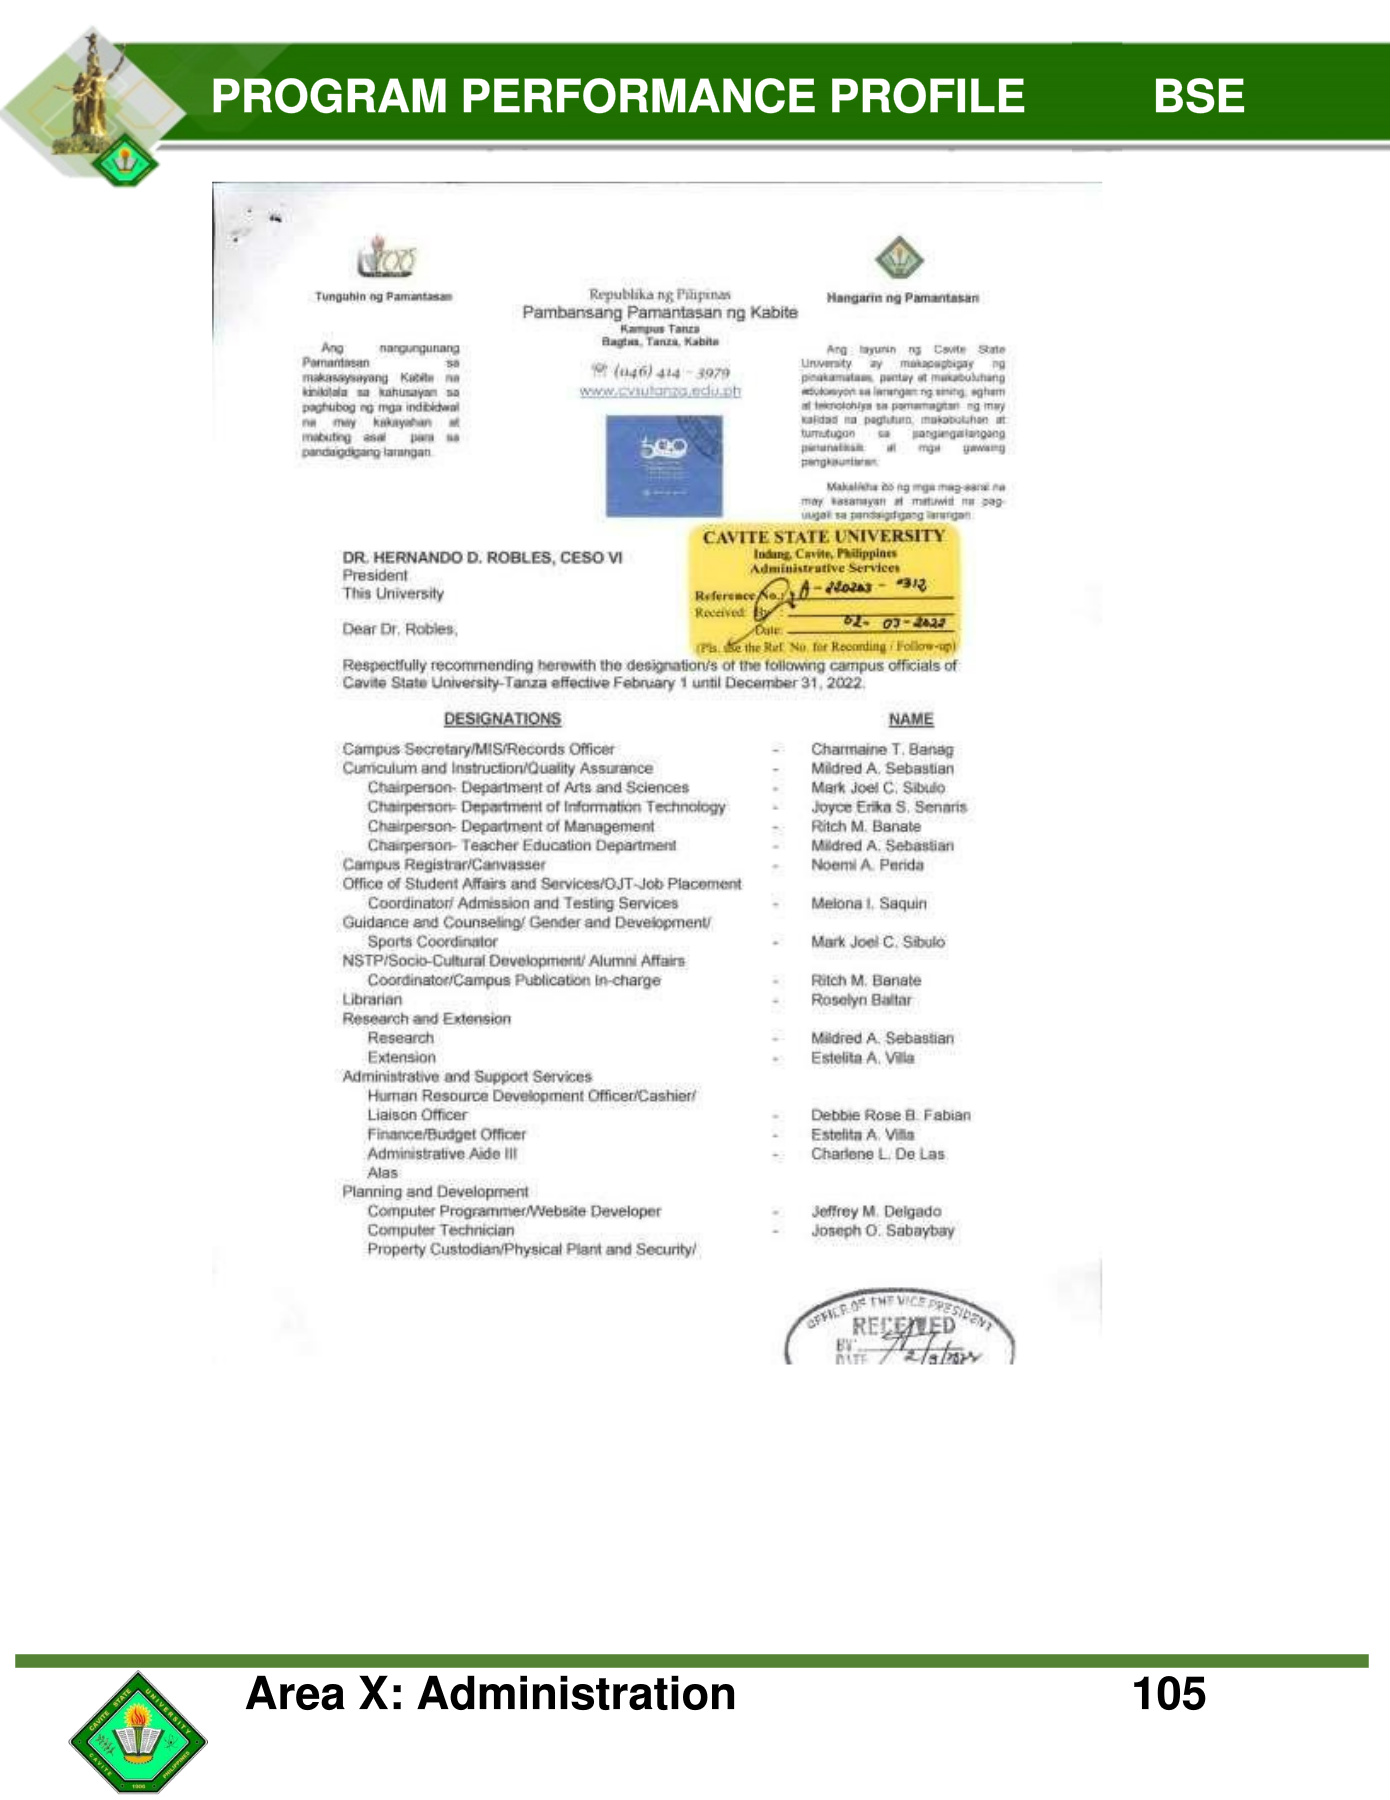 PROGRAM PERFORMANCE PROFILE BSE
Tunguhin ng Pamantasan
Ang nangungunang
Pamantasan sa
makasaysayang Kabite na
kinikilala sa kahusayan sa
paghubog ng mga indibidwal
na may kakayahan at
mabuting asal para sa
pandaigdigang larangan.
Republika ng Pilipinas
Pambansang Pamantasan ng Kabite
Kampus Tanza
Bagtas, Tanza, Kabite
(046) 414 - 3979
www.cvsutanza.edu.ph
Hangarin ng Pamantasan
Ang layunin ng Cavite State
University ay makapagbigay ng
pinakamataas, pantay at makabuluhang
edukasyon sa larangan ng sining, agham
at teknolohiya sa pamamagitan ng may
kalidad na pagtuturo, makabuluhan at
tumutugon sa pangangailangang
pananaliksik at mga gawaing
pangkauntaran.
Makalikha ito ng mga mag-aaral na
may kasanayan at matuwid na pag-
uugali sa pandaigdigang larangan.
CAVITE STATE UNIVERSITY
Indang, Cavite, Philippines
Administrative Services
Reference No.: A-220203-0312
Received: By:
Date: 02-03-2022
(Pls. use the Ref. No. for Recording / Follow-up)
DR. HERNANDO D. ROBLES, CESO VI
President
This University
Dear Dr. Robles,
Respectfully recommending herewith the designation/s of the following campus officials of
Cavite State University-Tanza effective February 1 until December 31, 2022.
DESIGNATIONS NAME
Campus Secretary/MIS/Records Officer - Charmaine T. Banag
Curriculum and Instruction/Quality Assurance - Mildred A. Sebastian
Chairperson- Department of Arts and Sciences - Mark Joel C. Sibulo
Chairperson- Department of Information Technology - Joyce Erika S. Senaris
Chairperson- Department of Management - Ritch M. Banate
Chairperson- Teacher Education Department - Mildred A. Sebastian
Campus Registrar/Canvasser - Noemi A. Perida
Office of Student Affairs and Services/OJT-Job Placement
Coordinator/ Admission and Testing Services - Melona I. Saquin
Guidance and Counseling/ Gender and Development/
Sports Coordinator - Mark Joel C. Sibulo
NSTP/Socio-Cultural Development/ Alumni Affairs
Coordinator/Campus Publication In-charge - Ritch M. Banate
Librarian - Roselyn Baltar
Research and Extension
Research - Mildred A. Sebastian
Extension - Estelita A. Villa
Administrative and Support Services
Human Resource Development Officer/Cashier/
Liaison Officer - Debbie Rose B. Fabian
Finance/Budget Officer - Estelita A. Villa
Administrative Aide III - Charlene L. De Las
Alas
Planning and Development
Computer Programmer/Website Developer - Jeffrey M. Delgado
Computer Technician - Joseph O. Sabaybay
Property Custodian/Physical Plant and Security/
OFFICE OF THE VICE PRESIDENT
RECEIVED
BY
DATE
CAVITE STATE UNIVERSITY
CAVITE PHILIPPINES
1906
Area X: Administration 105